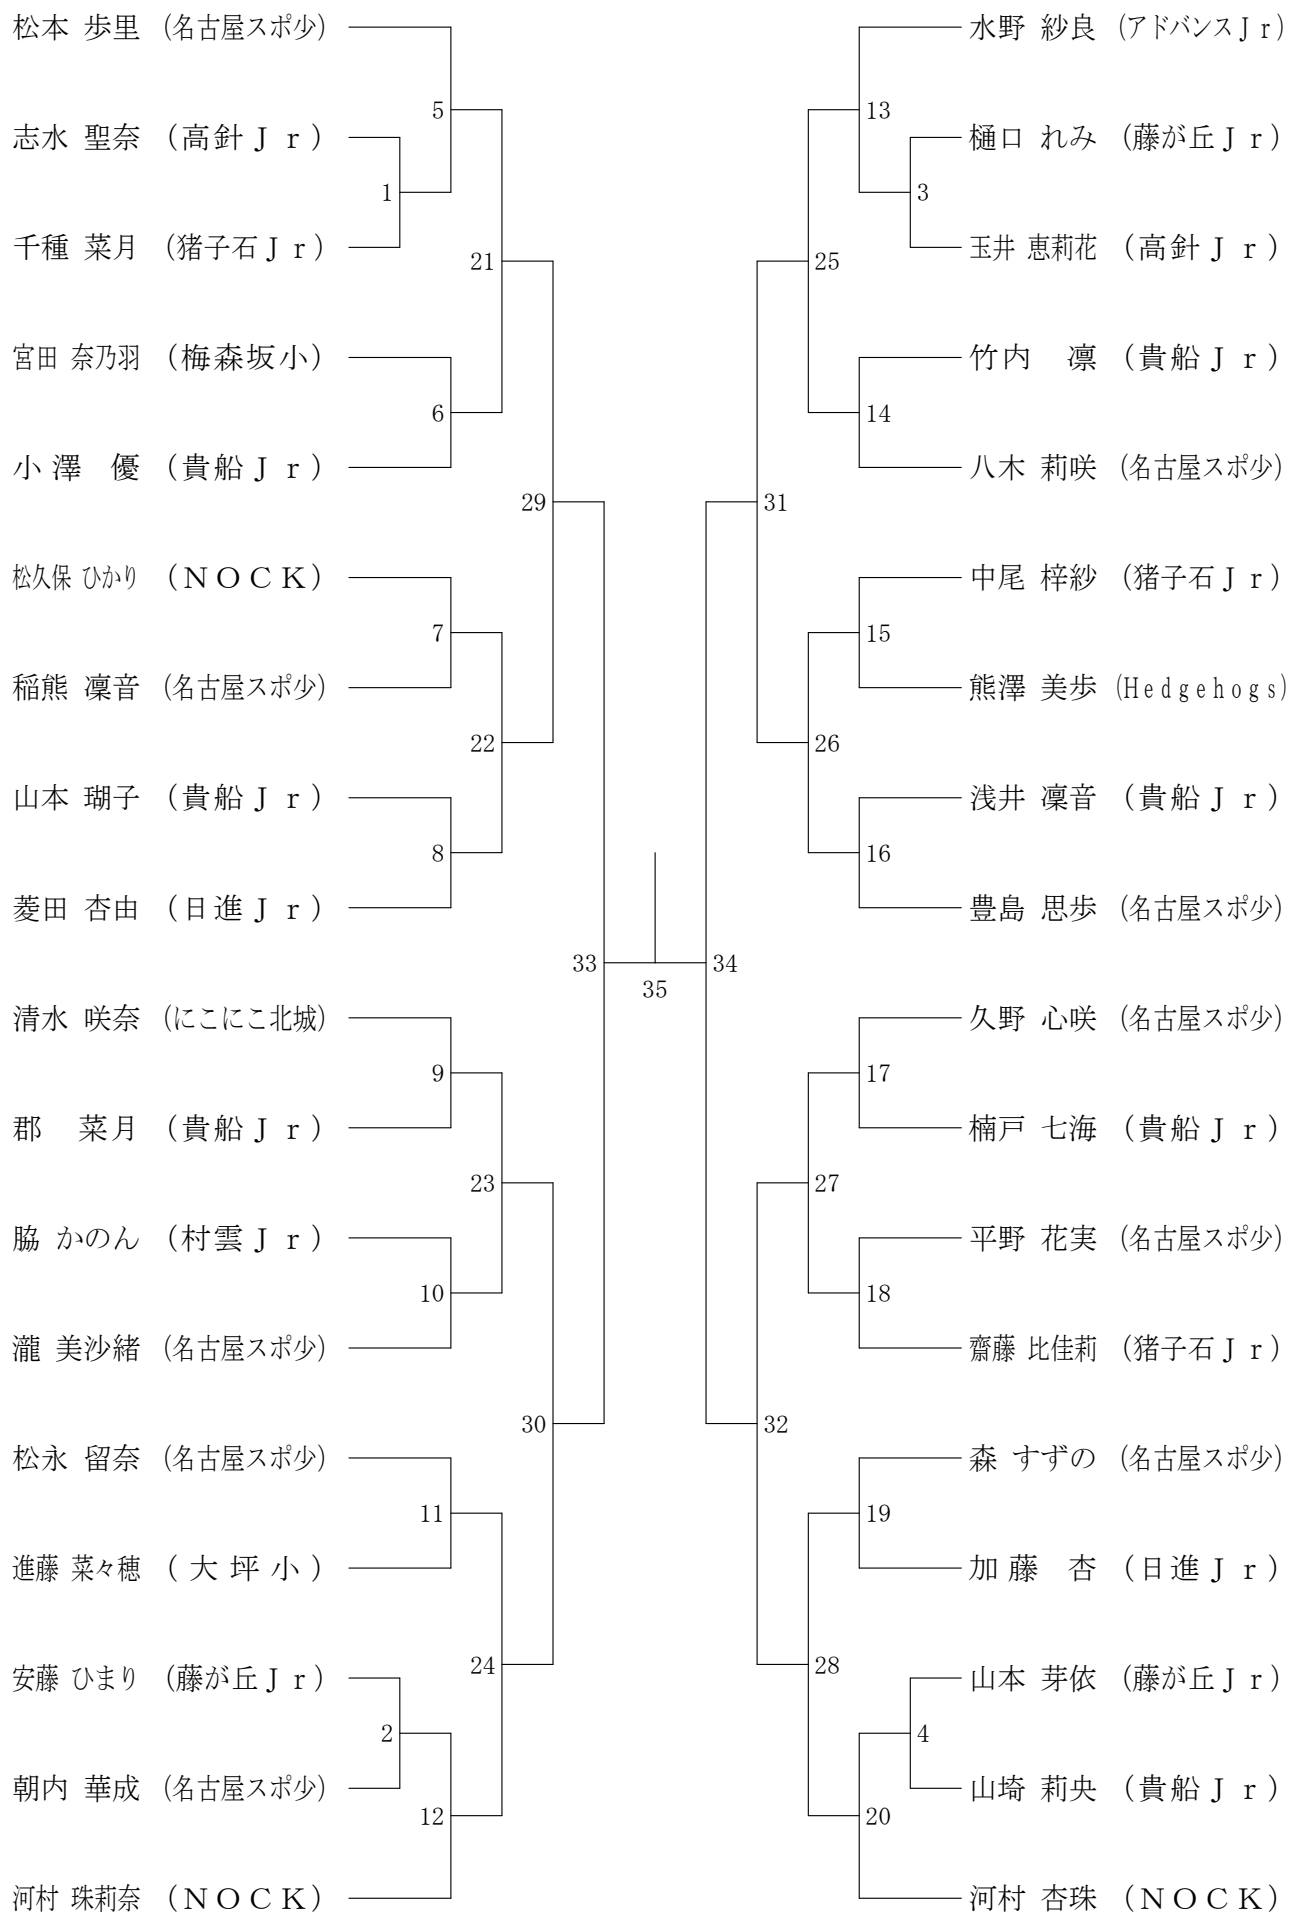 松本 歩里 (名古屋スポ少)
5
志水 聖奈 (高針Ｊｒ)
1
千種 菜月 (猪子石Ｊｒ)
21
宮田 奈乃羽 (梅森坂小)
6
小澤 優 (貴船Ｊｒ)
29
松久保 ひかり (ＮＯＣＫ)
7
稲熊 凜音 (名古屋スポ少)
22
山本 瑚子 (貴船Ｊｒ)
8
菱田 杏由 (日進Ｊｒ)
33
清水 咲奈 (にこにこ北城)
9
郡 菜月 (貴船Ｊｒ)
23
脇 かのん (村雲Ｊｒ)
10
瀧 美沙緒 (名古屋スポ少)
30
松永 留奈 (名古屋スポ少)
11
進藤 菜々穂 (大坪小)
24
安藤 ひまり (藤が丘Ｊｒ)
2
朝内 華成 (名古屋スポ少)
12
河村 珠莉奈 (ＮＯＣＫ)
35
水野 紗良 (アドバンスＪｒ)
13
樋口 れみ (藤が丘Ｊｒ)
3
玉井 恵莉花 (高針Ｊｒ)
25
竹内 凛 (貴船Ｊｒ)
14
八木 莉咲 (名古屋スポ少)
31
中尾 梓紗 (猪子石Ｊｒ)
15
熊澤 美歩 (Hedgehogs)
26
浅井 凜音 (貴船Ｊｒ)
16
豊島 思歩 (名古屋スポ少)
34
久野 心咲 (名古屋スポ少)
17
楠戸 七海 (貴船Ｊｒ)
27
平野 花実 (名古屋スポ少)
18
齋藤 比佳莉 (猪子石Ｊｒ)
32
森 すずの (名古屋スポ少)
19
加藤 杏 (日進Ｊｒ)
28
山本 芽依 (藤が丘Ｊｒ)
4
山埼 莉央 (貴船Ｊｒ)
20
河村 杏珠 (ＮＯＣＫ)